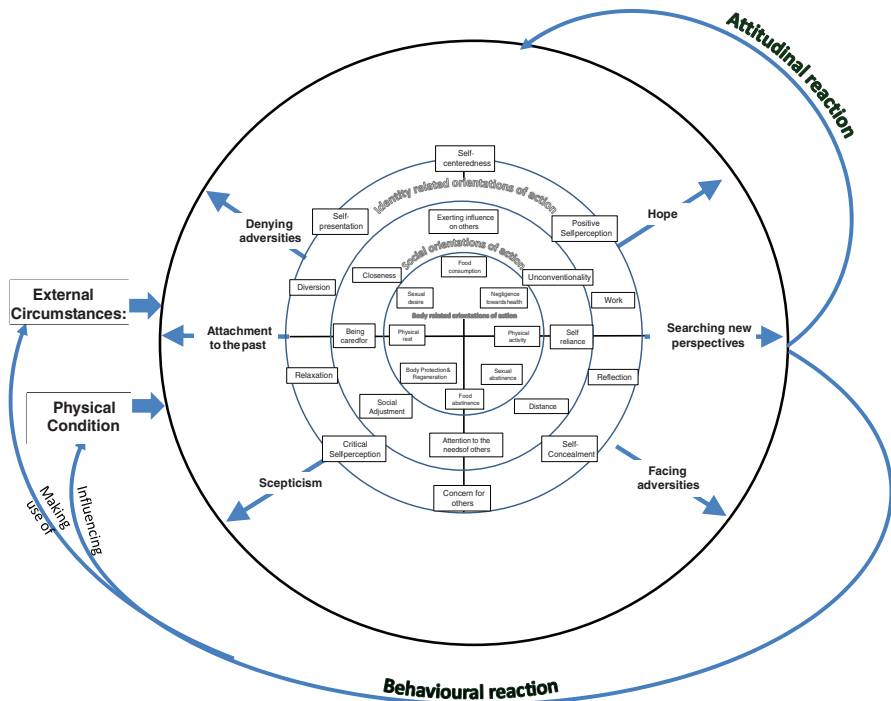 Attitudinal reaction
Self-
centeredness
Identity related orientations of action
Self-
presentation
Exerting influence
on others
Positive
Selfperception
Hope
Denying
adversities
Social orientations of action
Food
consumption
Closeness
Unconventionality
Diversion
Sexual
desire
Negligence
towards health
Work
External
Circumstances:
Body related orientations of action
Attachment
to the past
Being
caredfor
Physical
rest
Physical
activity
Self
reliance
Searching new
perspectives
Relaxation
Body Protection &
Regeneration
Sexual
abstinence
Reflection
Physical
Condition
Social
Adjustment
Food
abstinence
Distance
Critical
Selfperception
Attention to the
needsof others
Self-
Concealment
Scepticism
Concern for
others
Facing
adversities
Making
use of
Influencing
Behavioural reaction